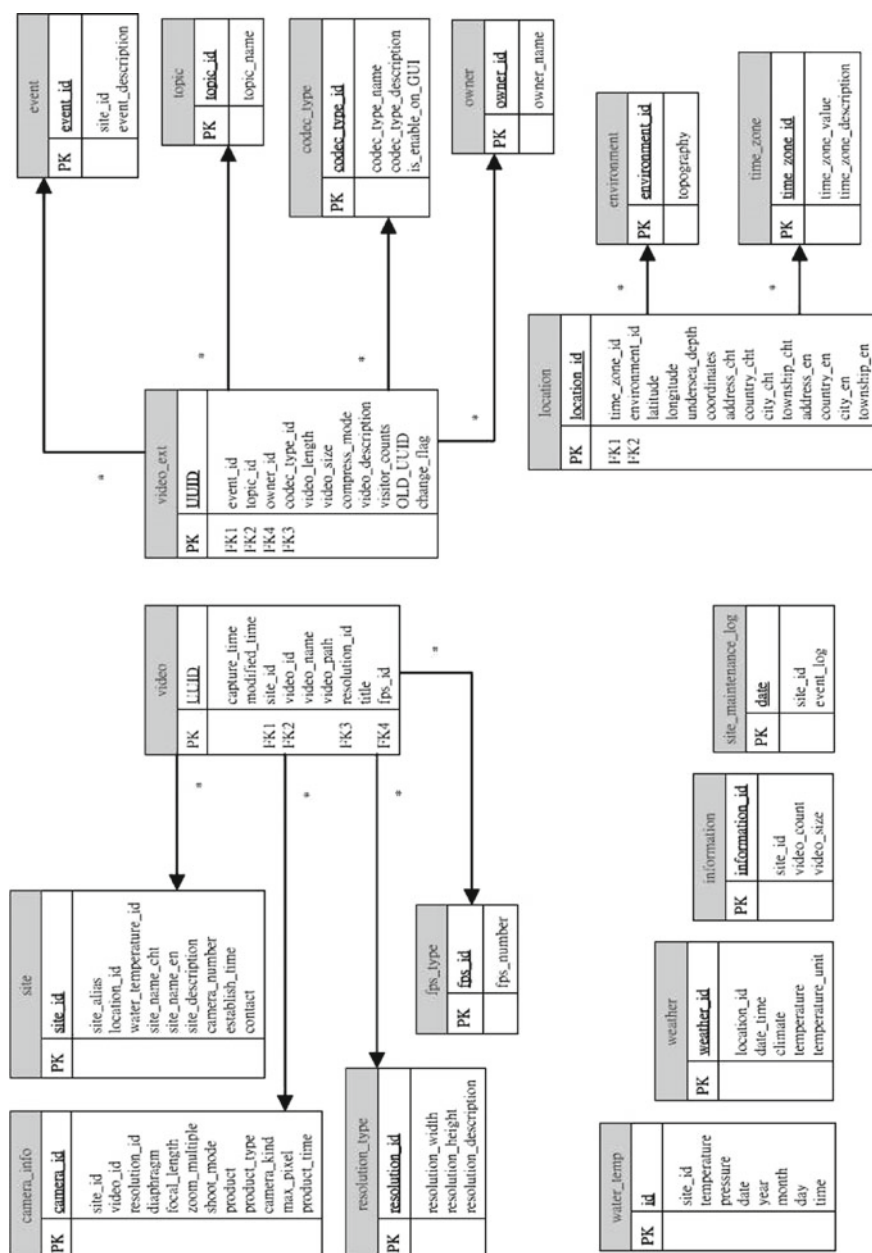 camera_info
PK camera_id
site_id
video_id
resolution_id
diaphragm
focal_length
zoom_multiple
shoot_mode
product
product_type
camera_kind
max_pixel
product_time
site
PK site_id
site_alias
location_id
water_temperature_id
site_name_cht
site_name_en
site_description
camera_number
establish_time
contact
*
*
*
*
video
PK UUID
capture_time
modified_time
FK1 site_id
FK2 video_id
video_name
video_path
FK3 resolution_id
title
FK4 fps_id
resolution_type
PK resolution_id
resolution_width
resolution_height
resolution_description
fps_type
PK fps_id
fps_number
video_ext
PK UUID
FK1 event_id
FK2 topic_id
FK4 owner_id
FK3 codec_type_id
video_length
video_size
compress_mode
video_description
visitor_counts
OLD_UUID
change_flag
*
*
*
*
event
PK event_id
site_id
event_description
topic
PK topic_id
topic_name
codec_type
PK codec_type_id
codec_type_name
codec_type_description
is_enable_on_GUI
owner
PK owner_id
owner_name
water_temp
PK id
site_id
temperature
pressure
date
year
month
day
time
weather
PK weather_id
location_id
date_time
climate
temperature
temperature_unit
information
PK information_id
site_id
video_count
video_size
site_maintenance_log
PK date
site_id
event_log
location
PK location_id
FK1 time_zone_id
FK2 environment_id
latitude
longitude
undersea_depth
coordinates
address_cht
country_cht
city_cht
township_cht
address_en
country_en
city_en
township_en
*
*
environment
PK environment_id
topography
time_zone
PK time_zone_id
time_zone_value
time_zone_description